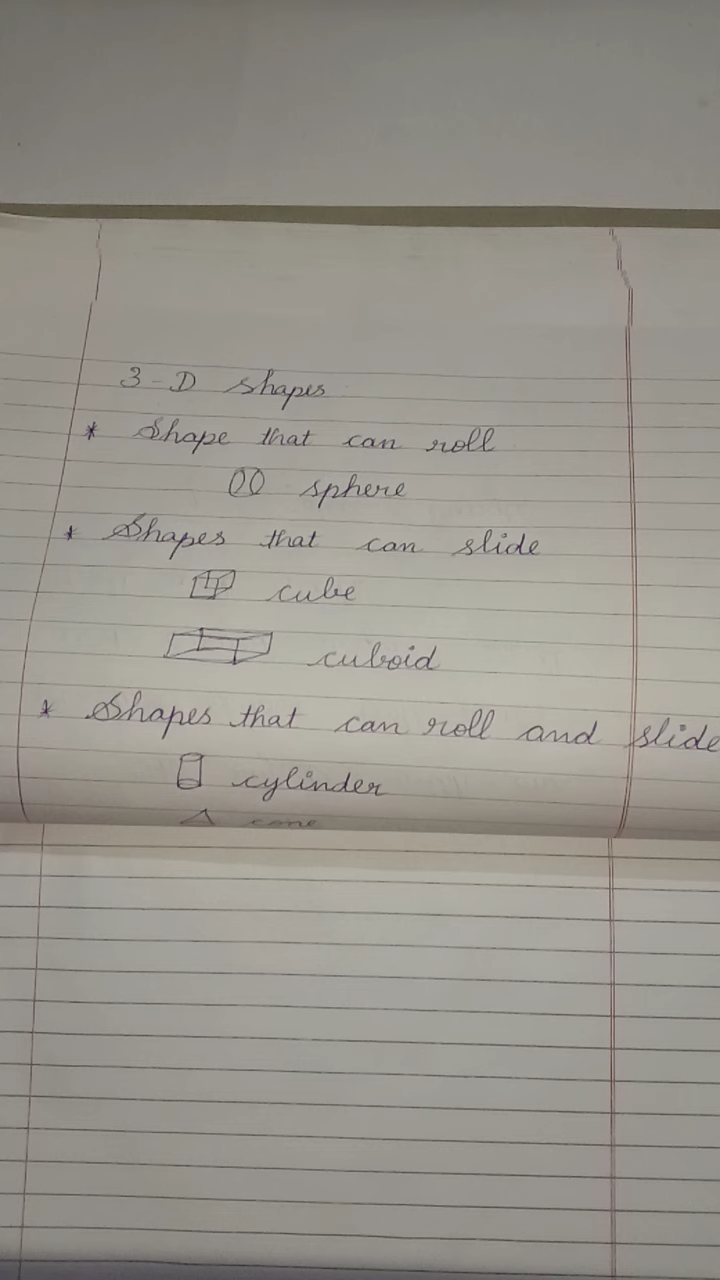 3-D shapes
* Shape that can roll
sphere
* Shapes that can slide
cube
cuboid
* Shapes that can roll and slide
cylinder
cone